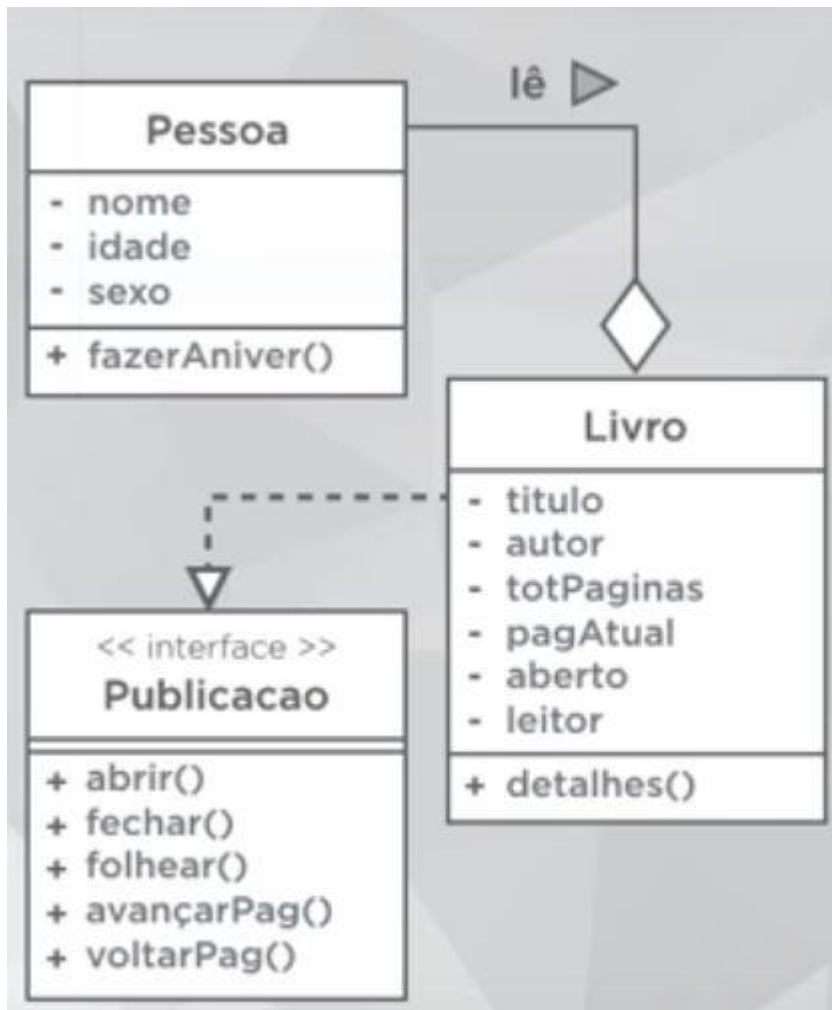 lê
Pessoa
- nome
- idade
- sexo
+ fazerAniver()
Livro
- titulo
- autor
- totPaginas
- pagAtual
- aberto
- leitor
+ detalhes()
<< interface >>
Publicacao
+ abrir()
+ fechar()
+ folhear()
+ avançarPag()
+ voltarPag()